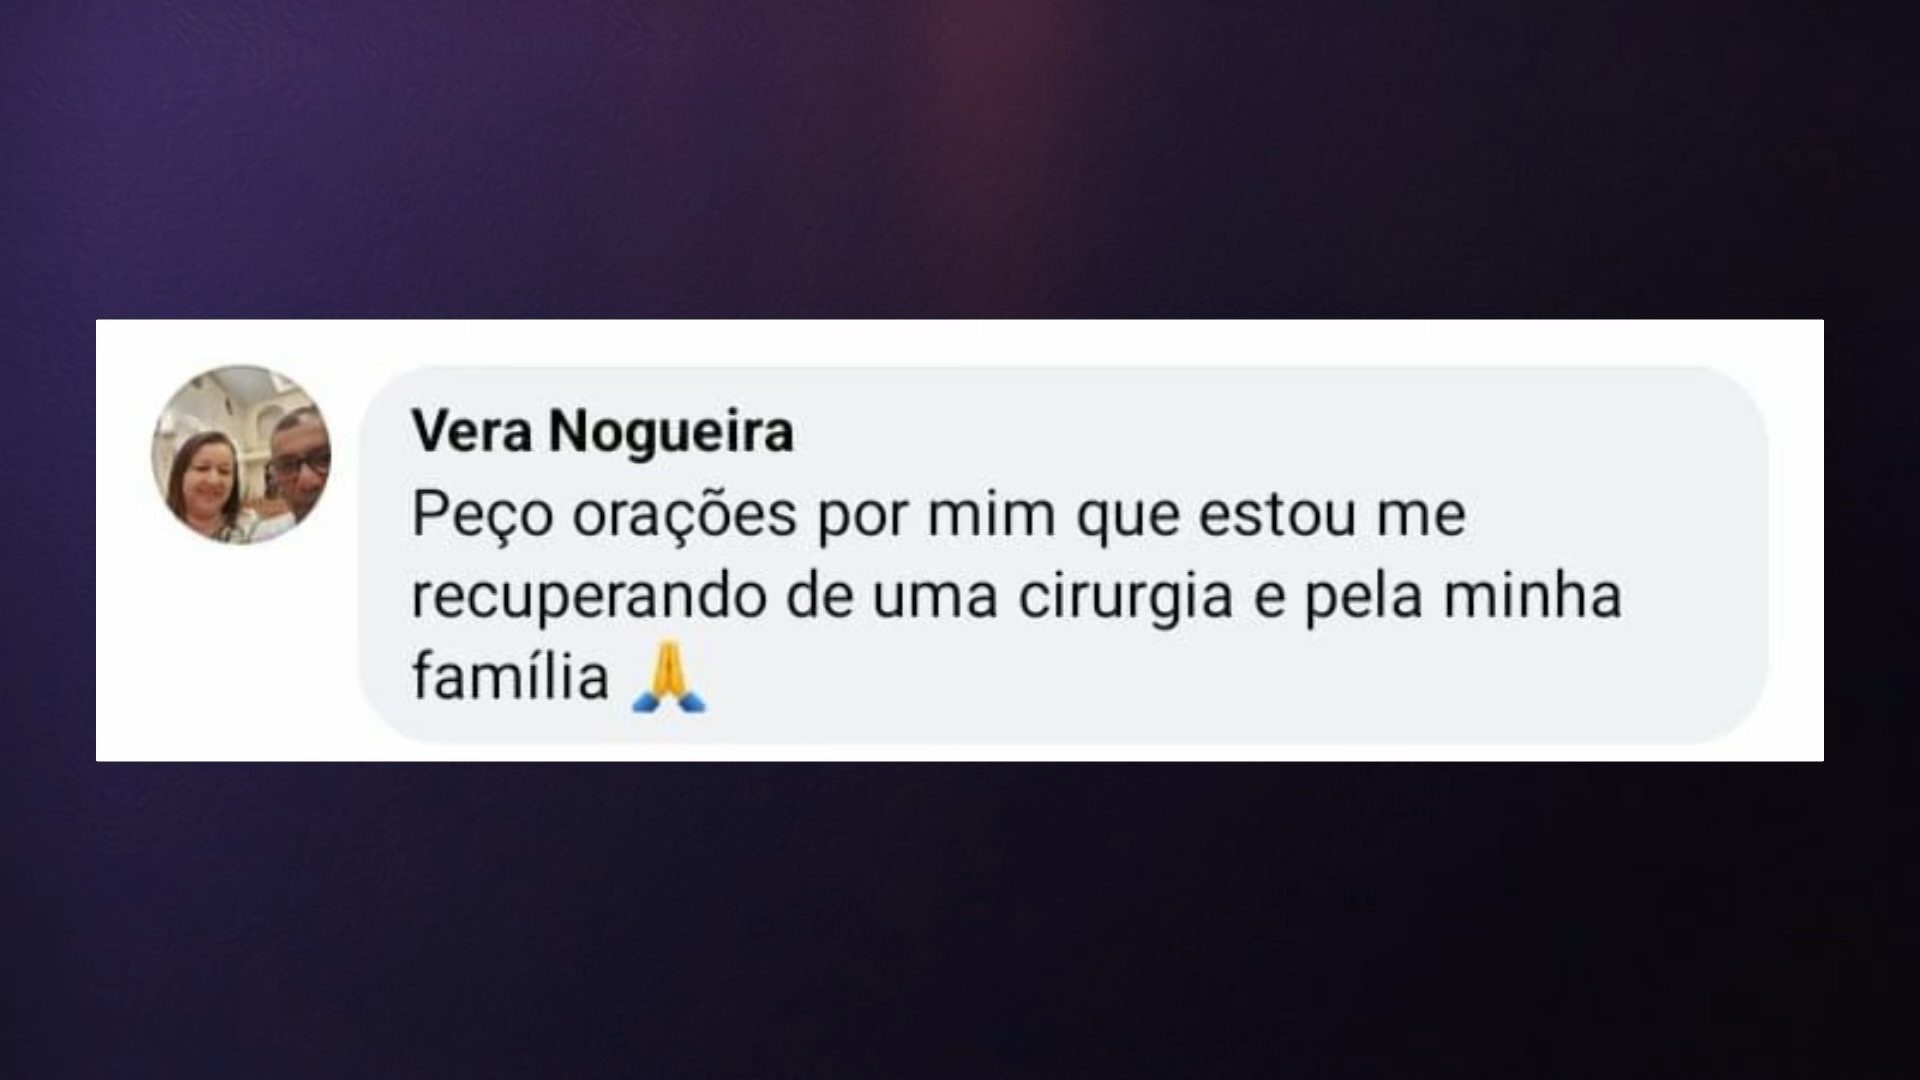 Vera Nogueira
Peço orações por mim que estou me
recuperando de uma cirurgia e pela minha
família 🙏